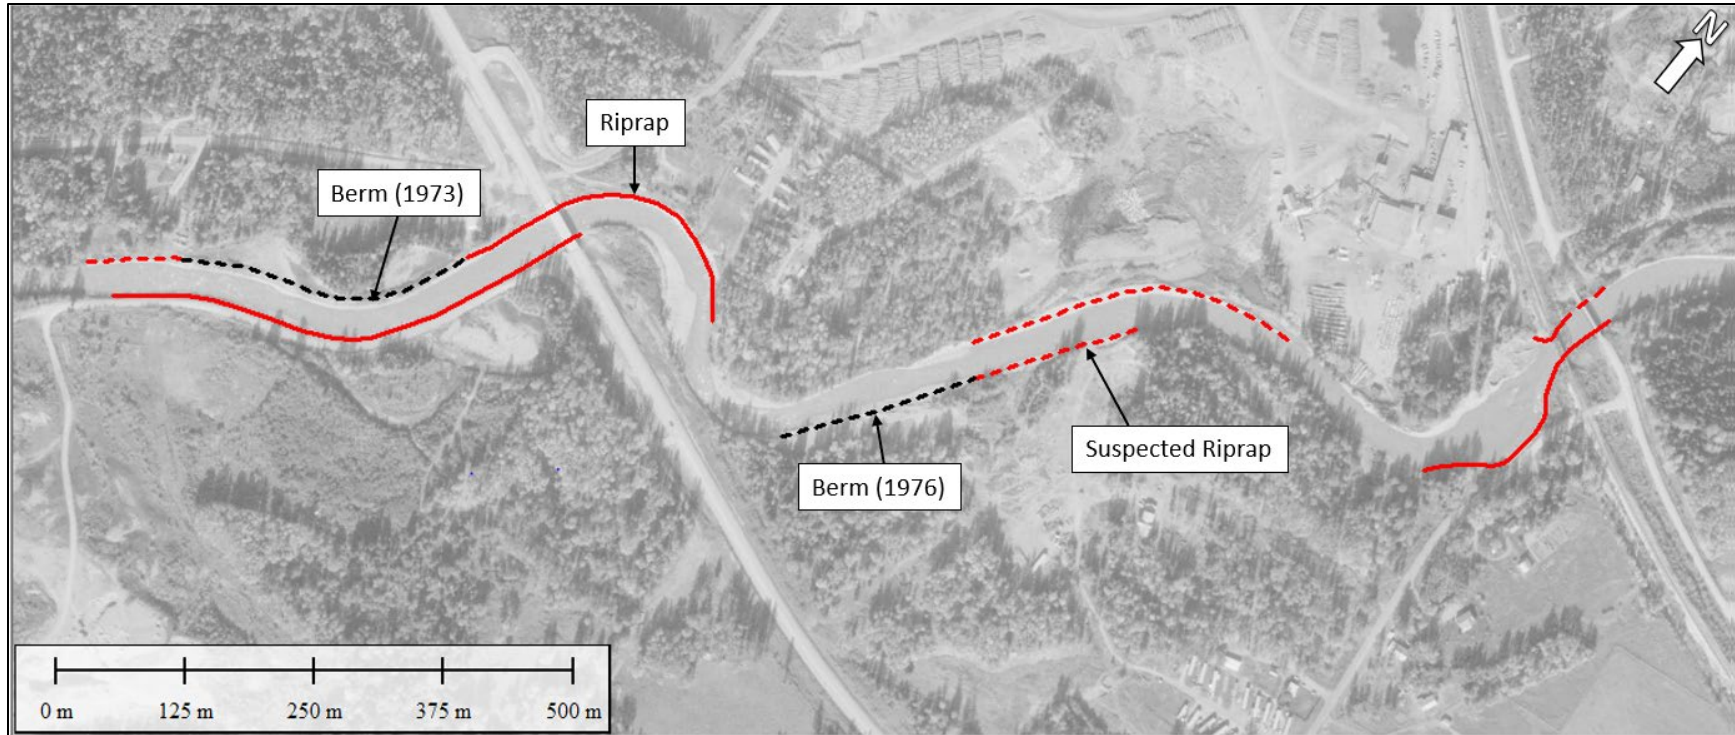 N
Riprap
Berm (1973)
Suspected Riprap
Berm (1976)
0 m 125 m 250 m 375 m 500 m